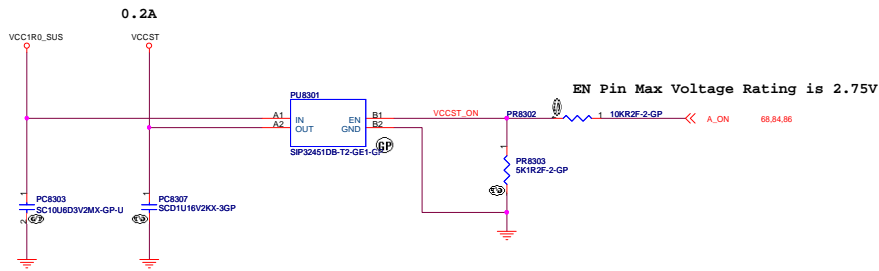 0.2A
VCC1R0_SUS
VCCST
PU8301
EN Pin Max Voltage Rating is 2.75V
A1 IN EN B1
A2 OUT GND B2
VCCST_ON
PR8302
1
10KR2F-2-GP
A_ON
68,84,86
SIP32451DB-T2-GE1-GP
GP
1
PR8303
5K1R2F-2-GP
1
PC8303
SC10U6D3V2MX-GP-U
2
1
PC8307
SCD1U16V2KX-3GP